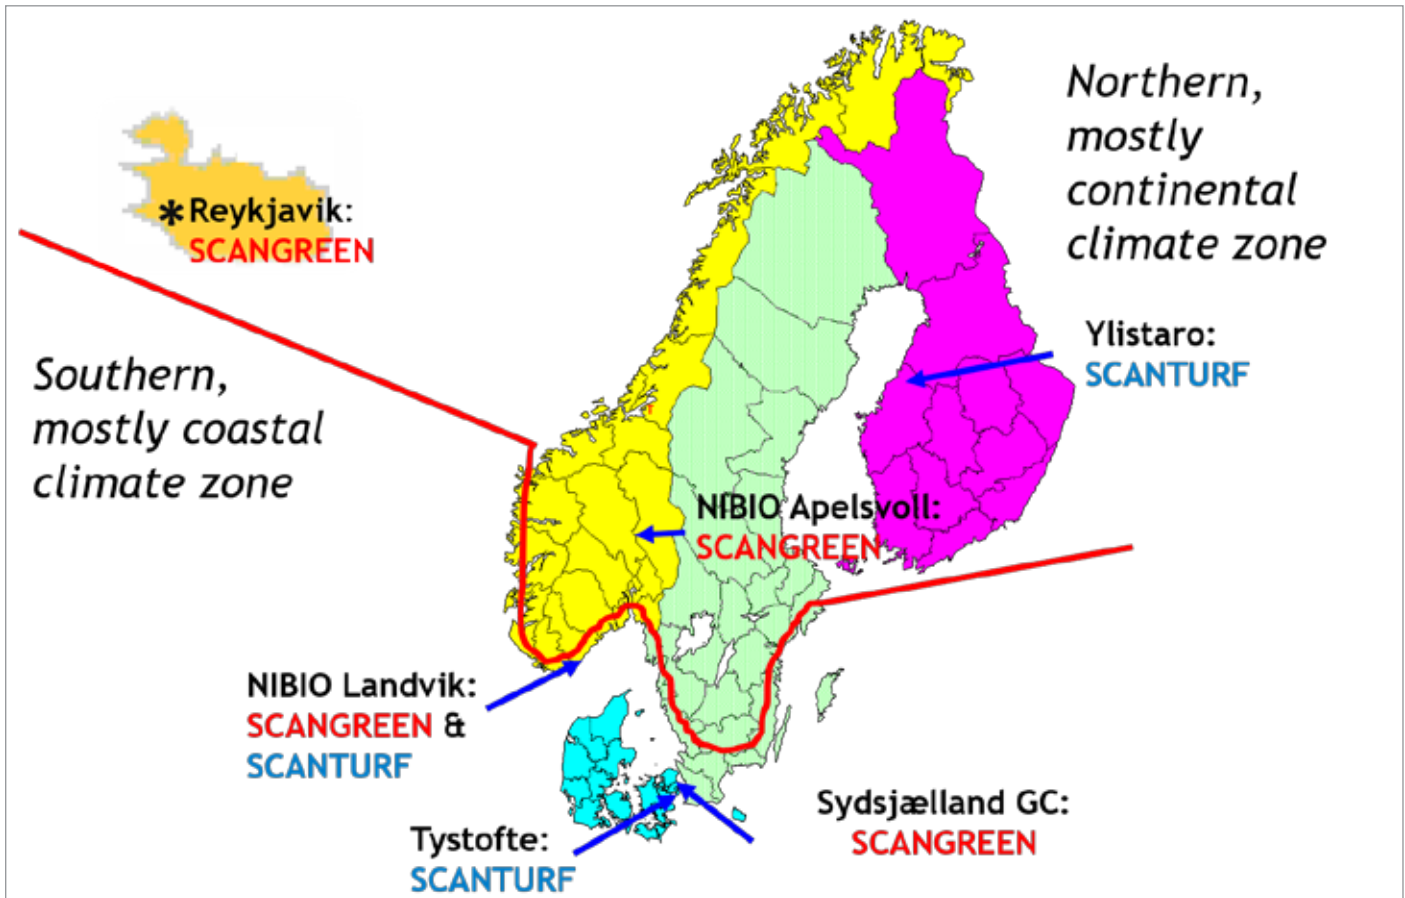 Northern,
mostly
continental
climate zone
*Reykjavik:
SCANGREEN
Ylistaro:
SCANTURF
Southern,
mostly coastal
climate zone
NIBIO Apelsvoll:
SCANGREEN
NIBIO Landvik:
SCANGREEN &
SCANTURF
Sydsjælland GC:
SCANGREEN
Tystofte:
SCANTURF